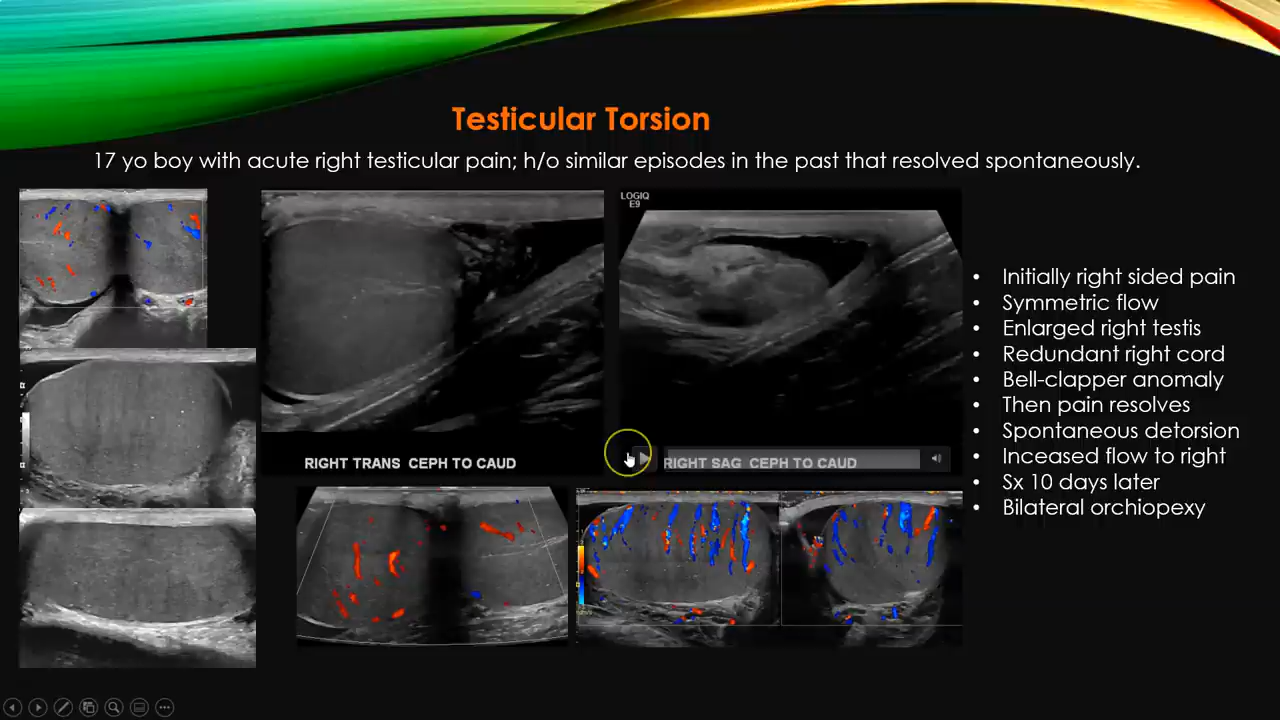 Testicular Torsion
17 yo boy with acute right testicular pain; h/o similar episodes in the past that resolved spontaneously.
LOGIQ
E9
RIGHT TRANS CEPH TO CAUD
RIGHT SAG CEPH TO CAUD
• Initially right sided pain
• Symmetric flow
• Enlarged right testis
• Redundant right cord
• Bell-clapper anomaly
• Then pain resolves
• Spontaneous detorsion
• Inceased flow to right
• Sx 10 days later
• Bilateral orchiopexy